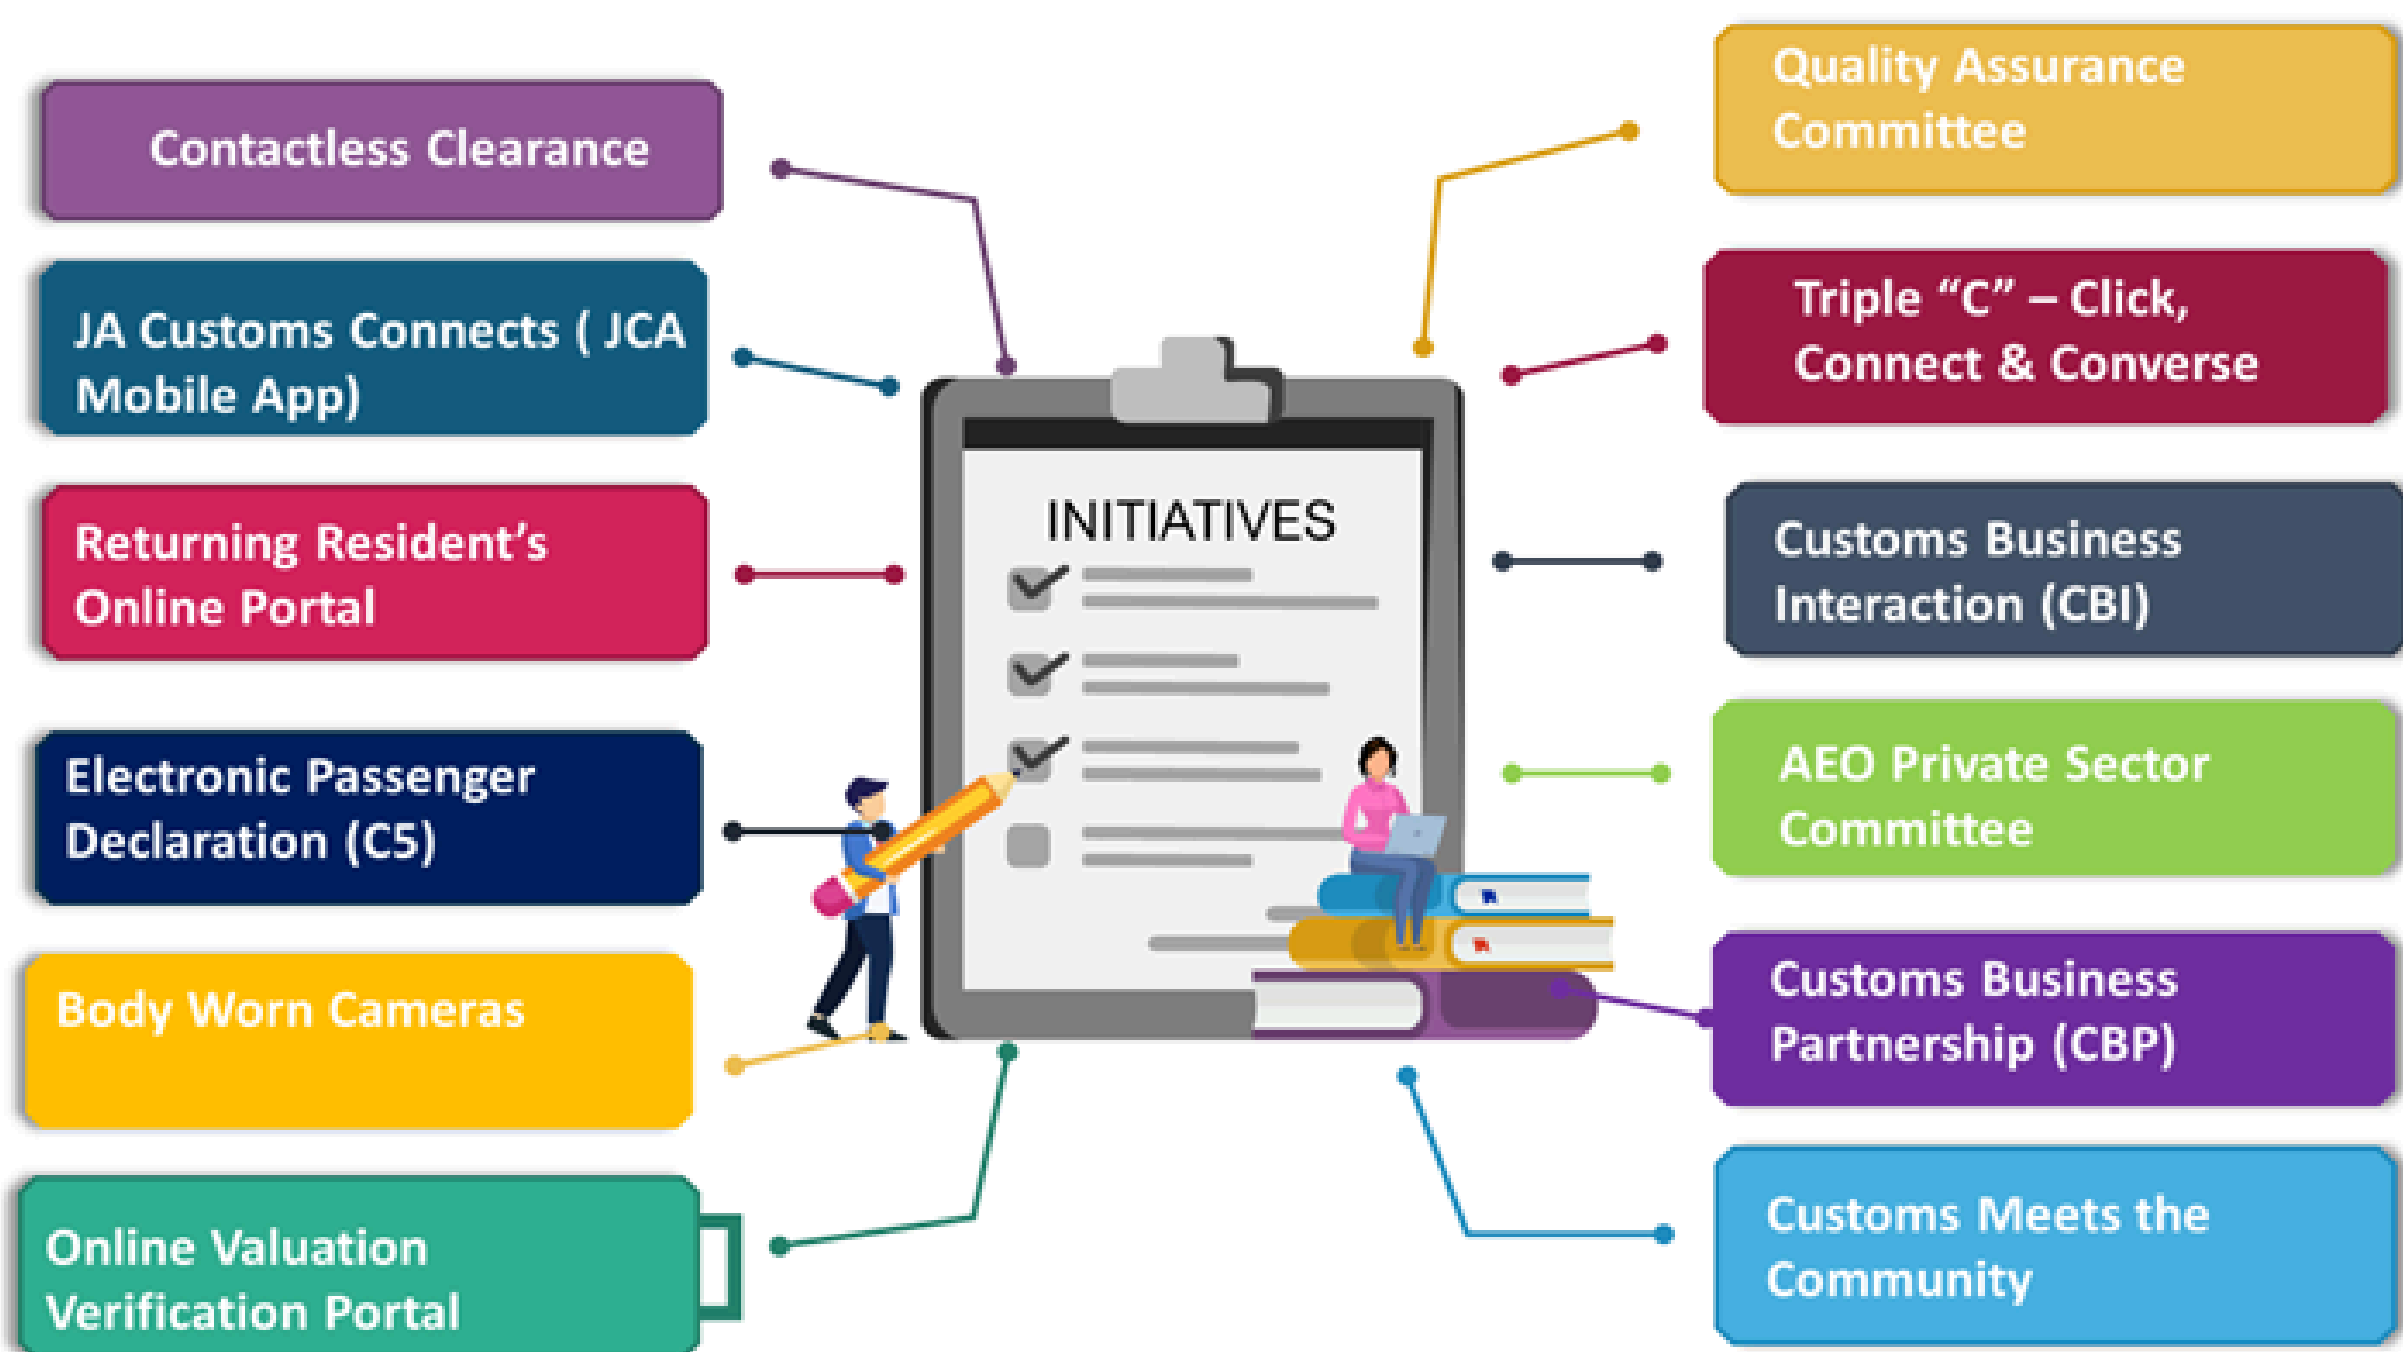 Contactless Clearance
JA Customs Connects ( JCA
Mobile App)
Returning Resident’s
Online Portal
Electronic Passenger
Declaration (C5)
Body Worn Cameras
Online Valuation
Verification Portal
INITIATIVES
Quality Assurance
Committee
Triple “C” – Click,
Connect & Converse
Customs Business
Interaction (CBI)
AEO Private Sector
Committee
Customs Business
Partnership (CBP)
Customs Meets the
Community